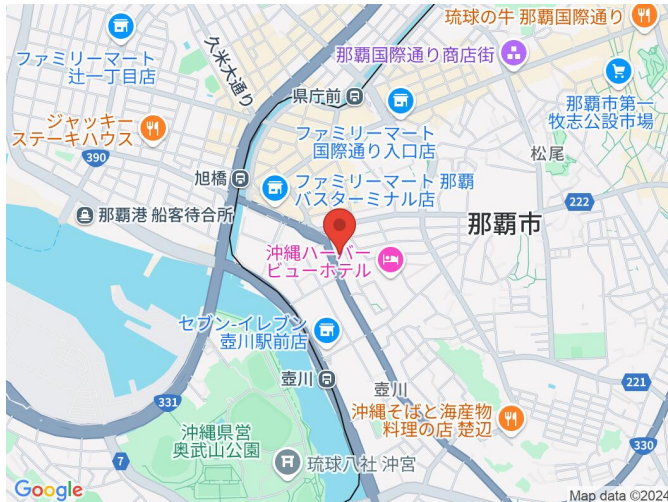 琉球の牛 那覇国際通り
ファミリーマート
辻一丁目店
久米大通り
那覇国際通り商店街
県庁前
那覇市第一
牧志公設市場
ジャッキー
ステーキハウス
ファミリーマート
国際通り入口店
390
松尾
旭橋
ファミリーマート 那覇
バスターミナル店
222
那覇港 船客待合所
那覇市
沖縄ハーバー
ビューホテル
セブン-イレブン
壺川駅前店
壺川
壺川
221
331
沖縄そばと海産物
料理の店 楚辺
沖縄県営
奥武山公園
330
7
琉球八社 沖宮
Google
Map data ©2024